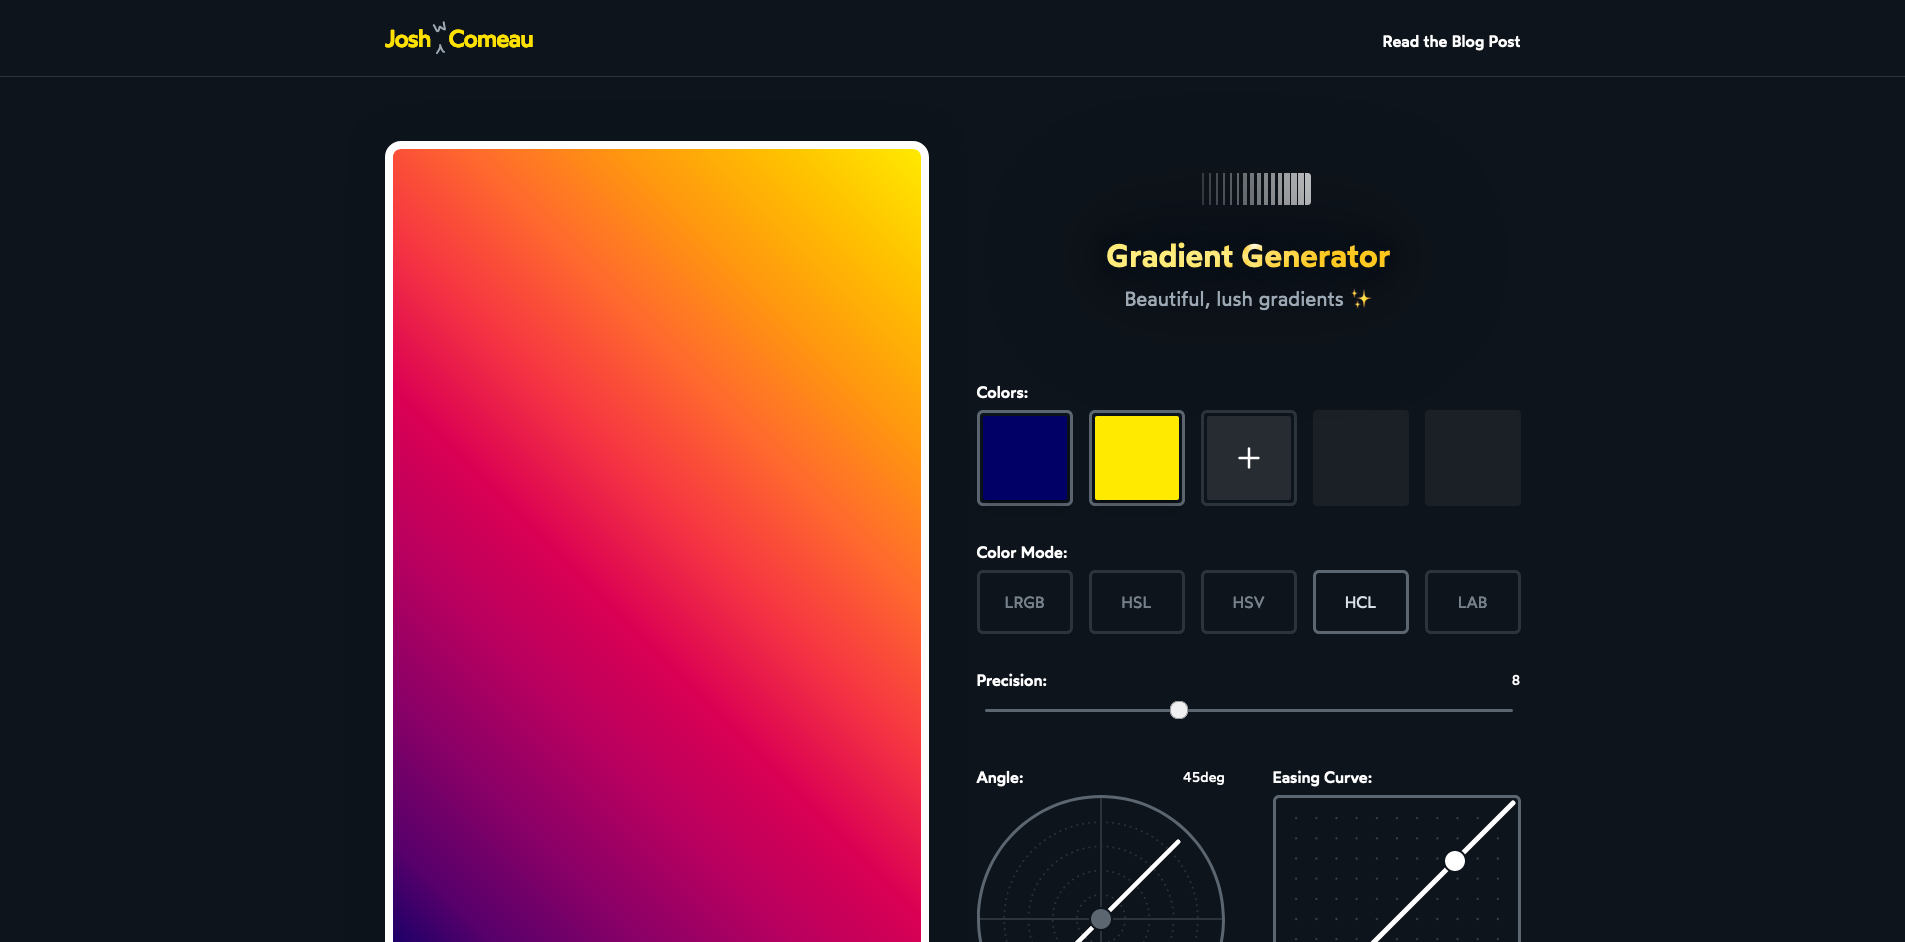 Josh W Comeau
Read the Blog Post
Gradient Generator
Beautiful, lush gradients ✨
Colors:
Color Mode:
LRGB HSL HSV HCL LAB
Precision: 8
Angle: 45deg
Easing Curve: